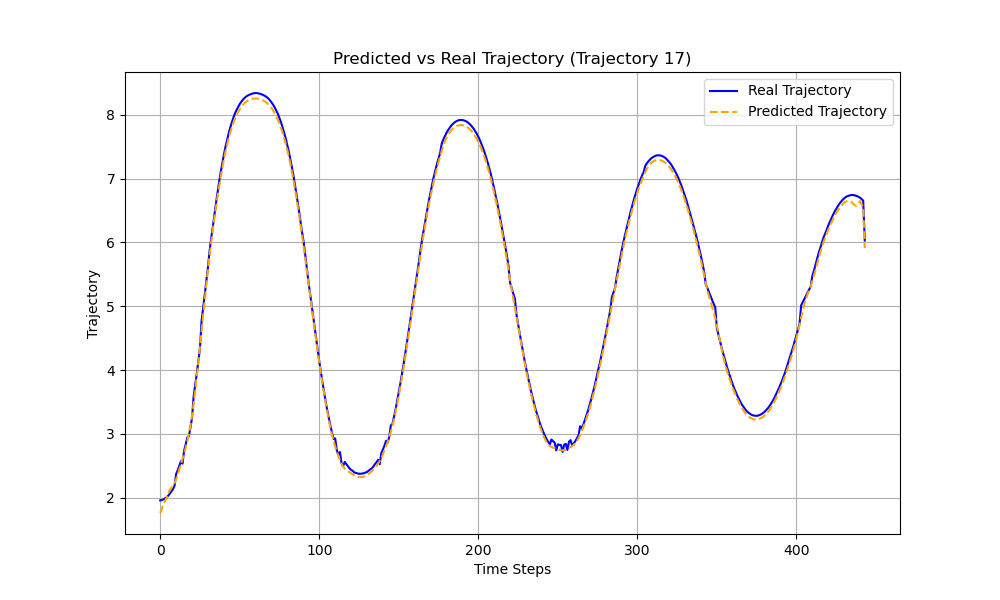 Predicted vs Real Trajectory (Trajectory 17)
Real Trajectory
Predicted Trajectory
Trajectory
8
7
6
5
4
3
2
0 100 200 300 400
Time Steps